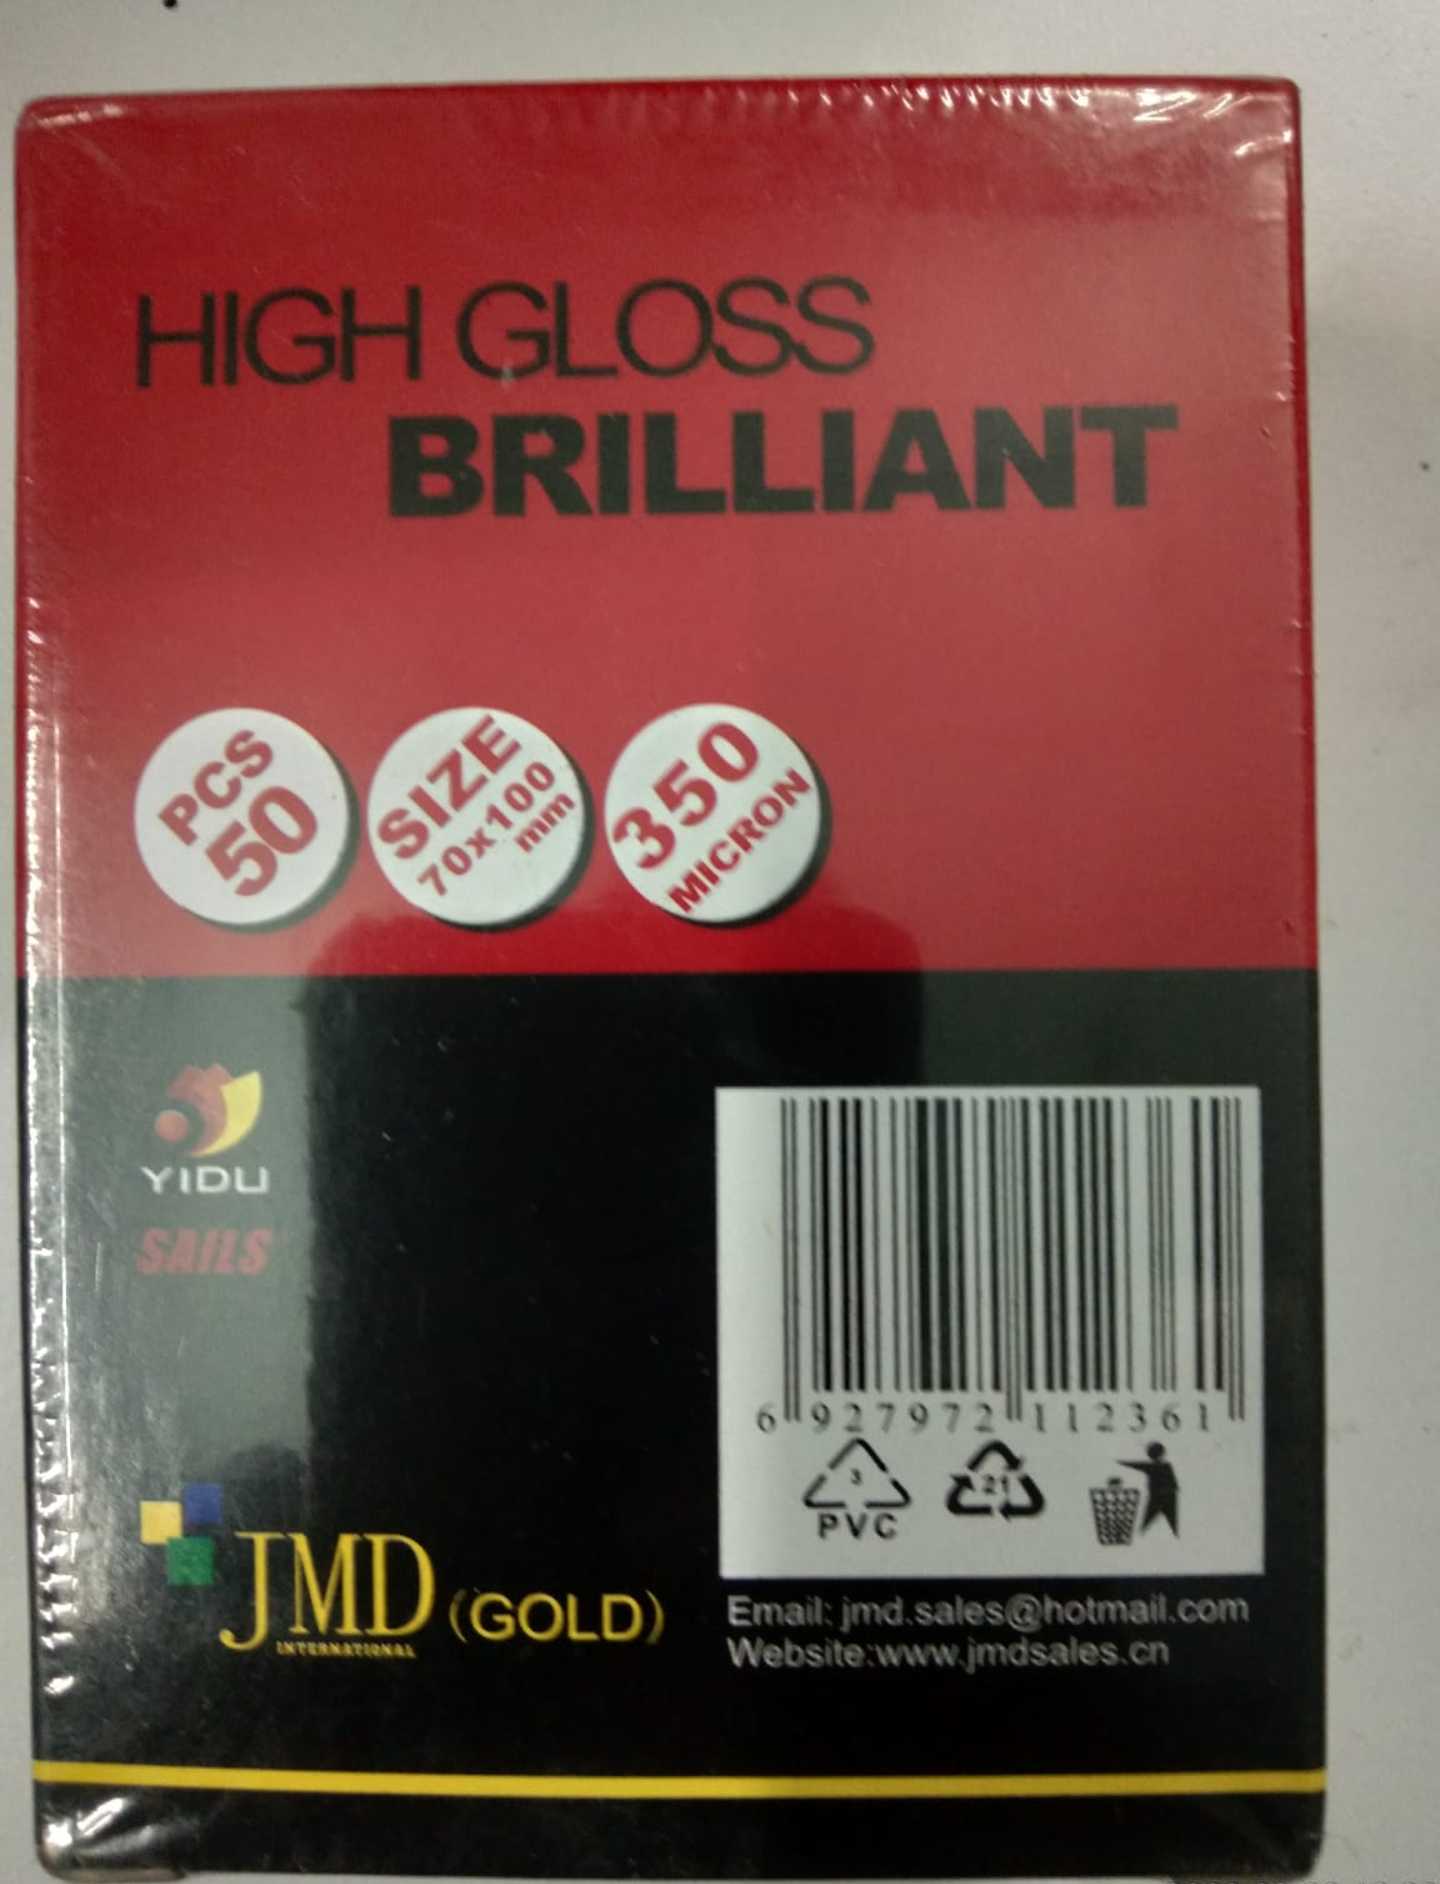 HIGH GLOSS
BRILLIANT
PCS
50
SIZE
70x100
mm
350
MICRON
YIDU
SAILS
6 927972 112361
3
PVC
21
JMD
INTERNATIONAL
(GOLD)
Email: jmd.sales@hotmail.com
Website:www.jmdsales.cn